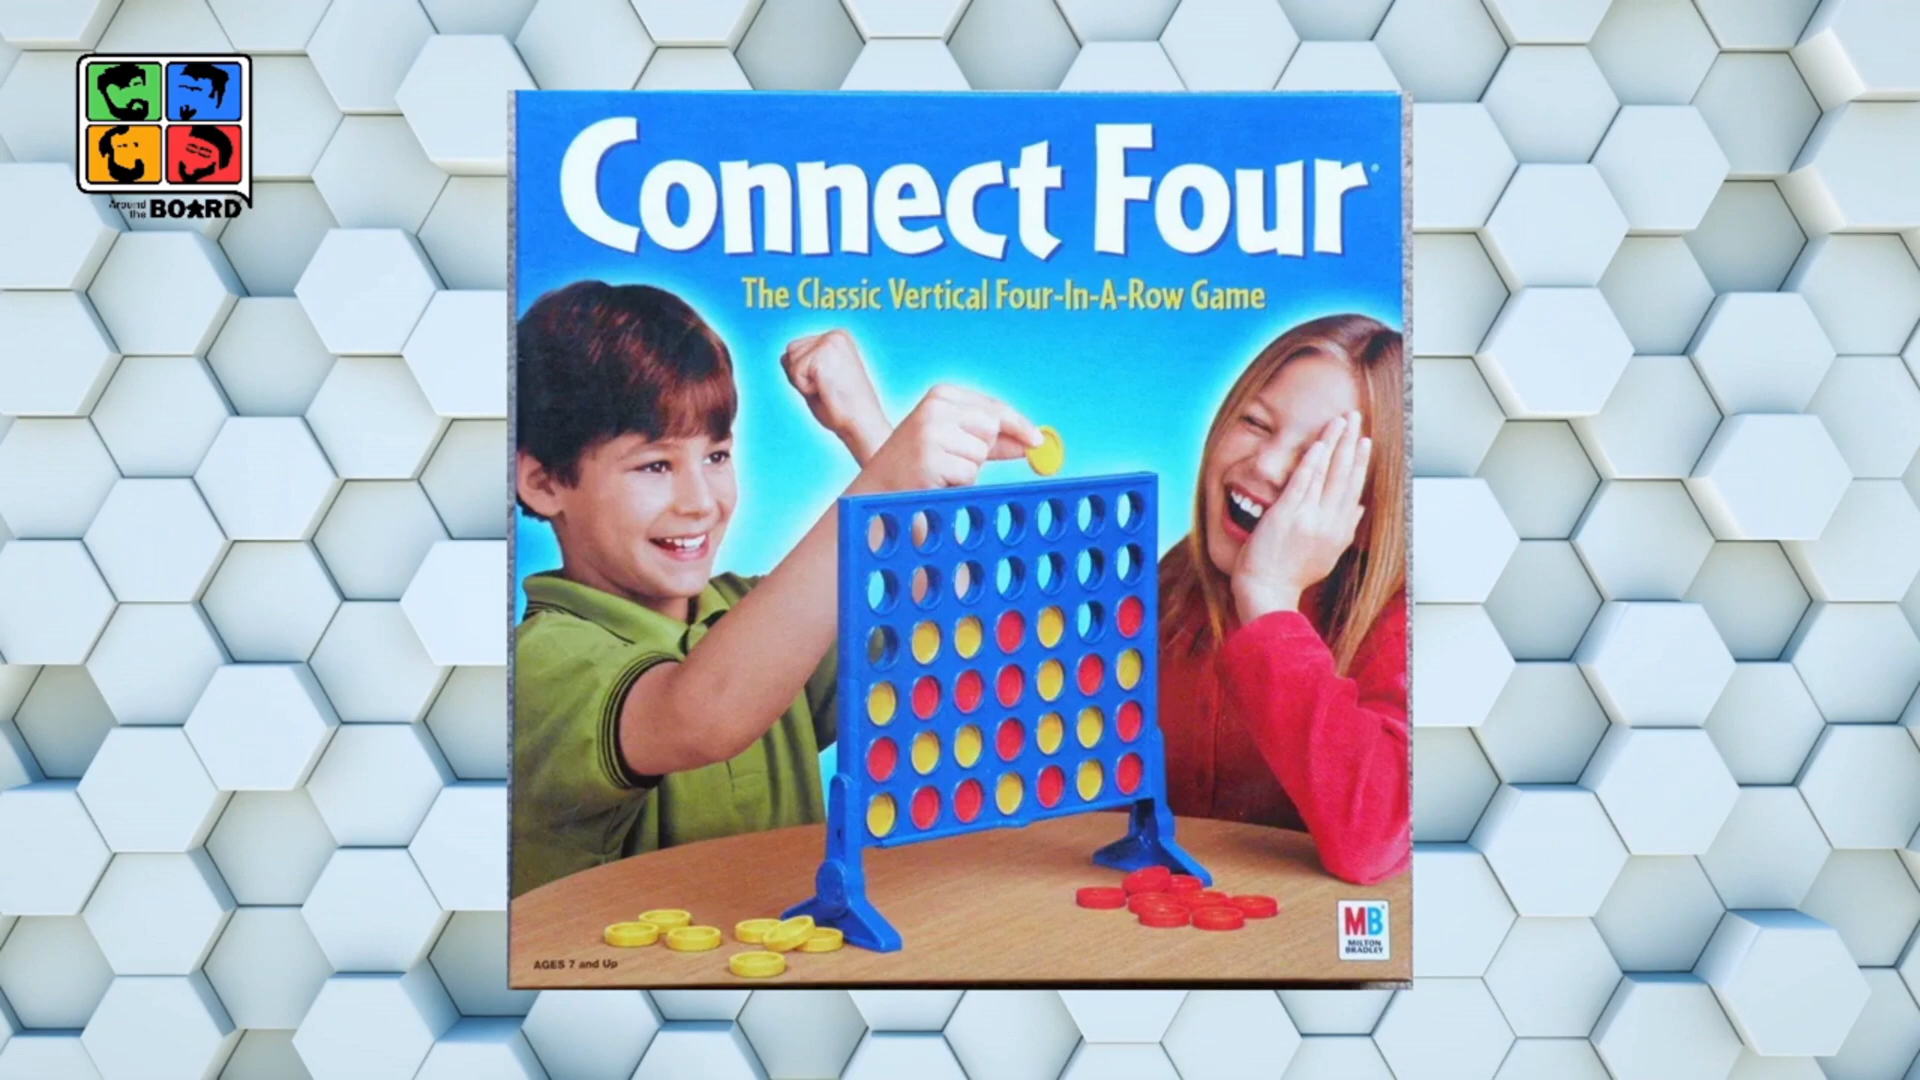 Around
the BOARD
Connect Four
The Classic Vertical Four-In-A-Row Game
AGES 7 and Up
MB
MILTON
BRADLEY